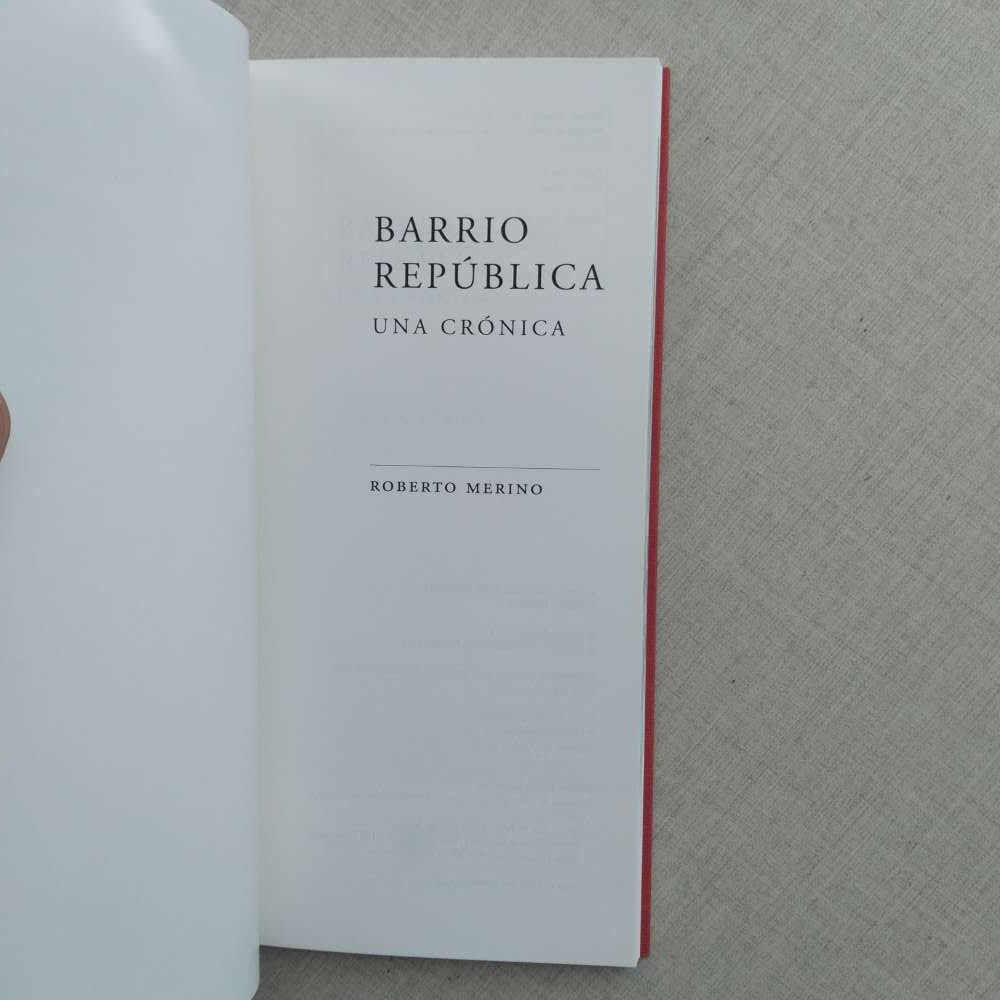 BARRIO
REPÚBLICA
UNA CRÓNICA
ROBERTO MERINO